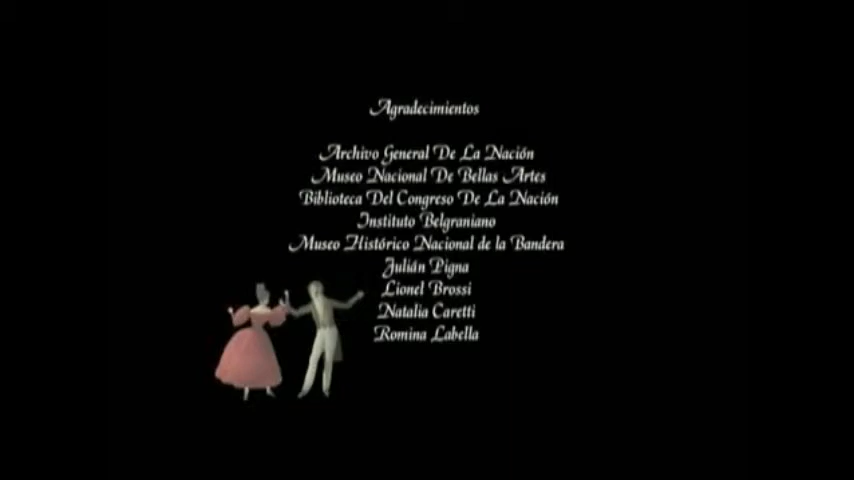 Agradecimientos
Archivo General De La Nación
Museo Nacional De Bellas Artes
Biblioteca Del Congreso De La Nación
Instituto Belgraniano
Museo Histórico Nacional de la Bandera
Julián Pigna
Lionel Brossi
Natalia Caretti
Romina Labella